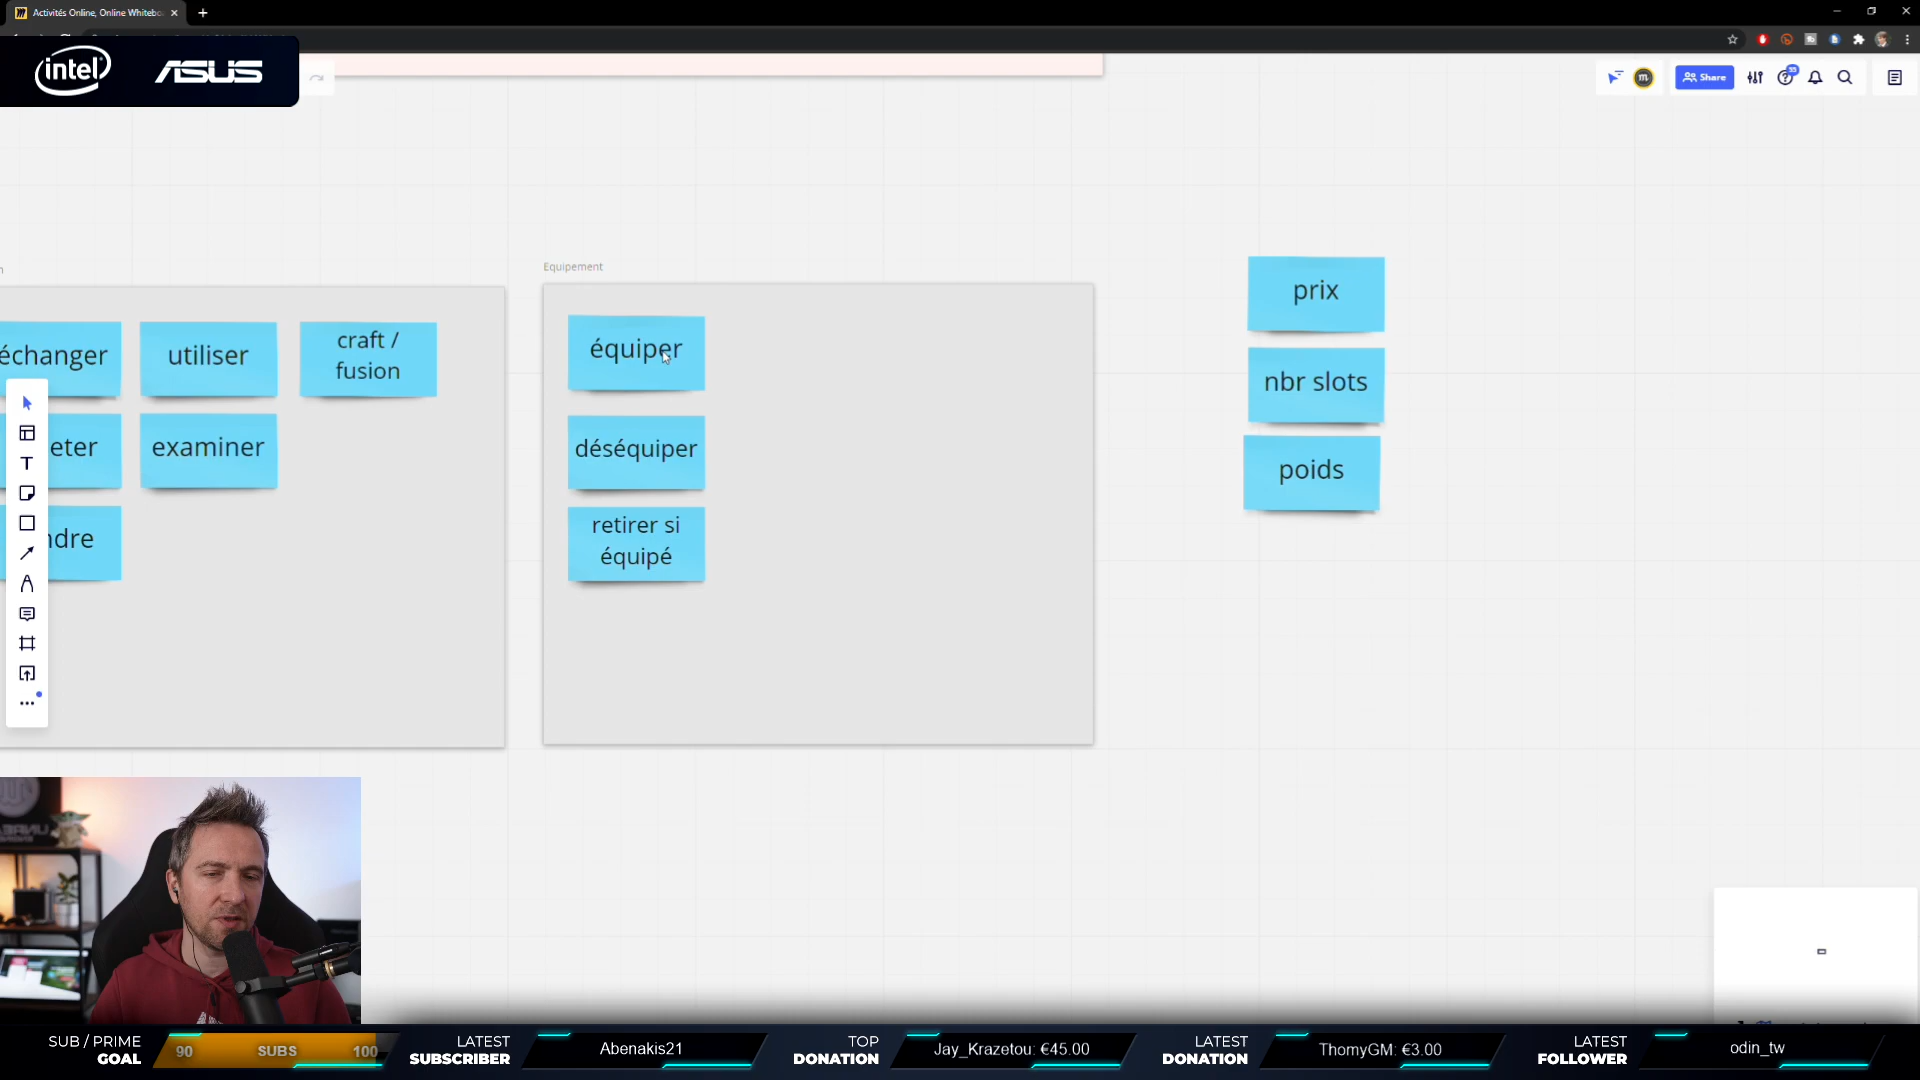 Activités Online, Online Whitebo
intel
ASUS
m
Share
Equipement
échanger
utiliser
craft /
fusion
eter
examiner
ndre
équiper
déséquiper
retirer si
équipé
prix
nbr slots
poids
SUB / PRIME
GOAL
90
SUBS
100
LATEST
SUBSCRIBER
Abenakis21
TOP
DONATION
Jay_Krazetou: €45.00
LATEST
DONATION
ThomyGM: €3.00
LATEST
FOLLOWER
odin_tw